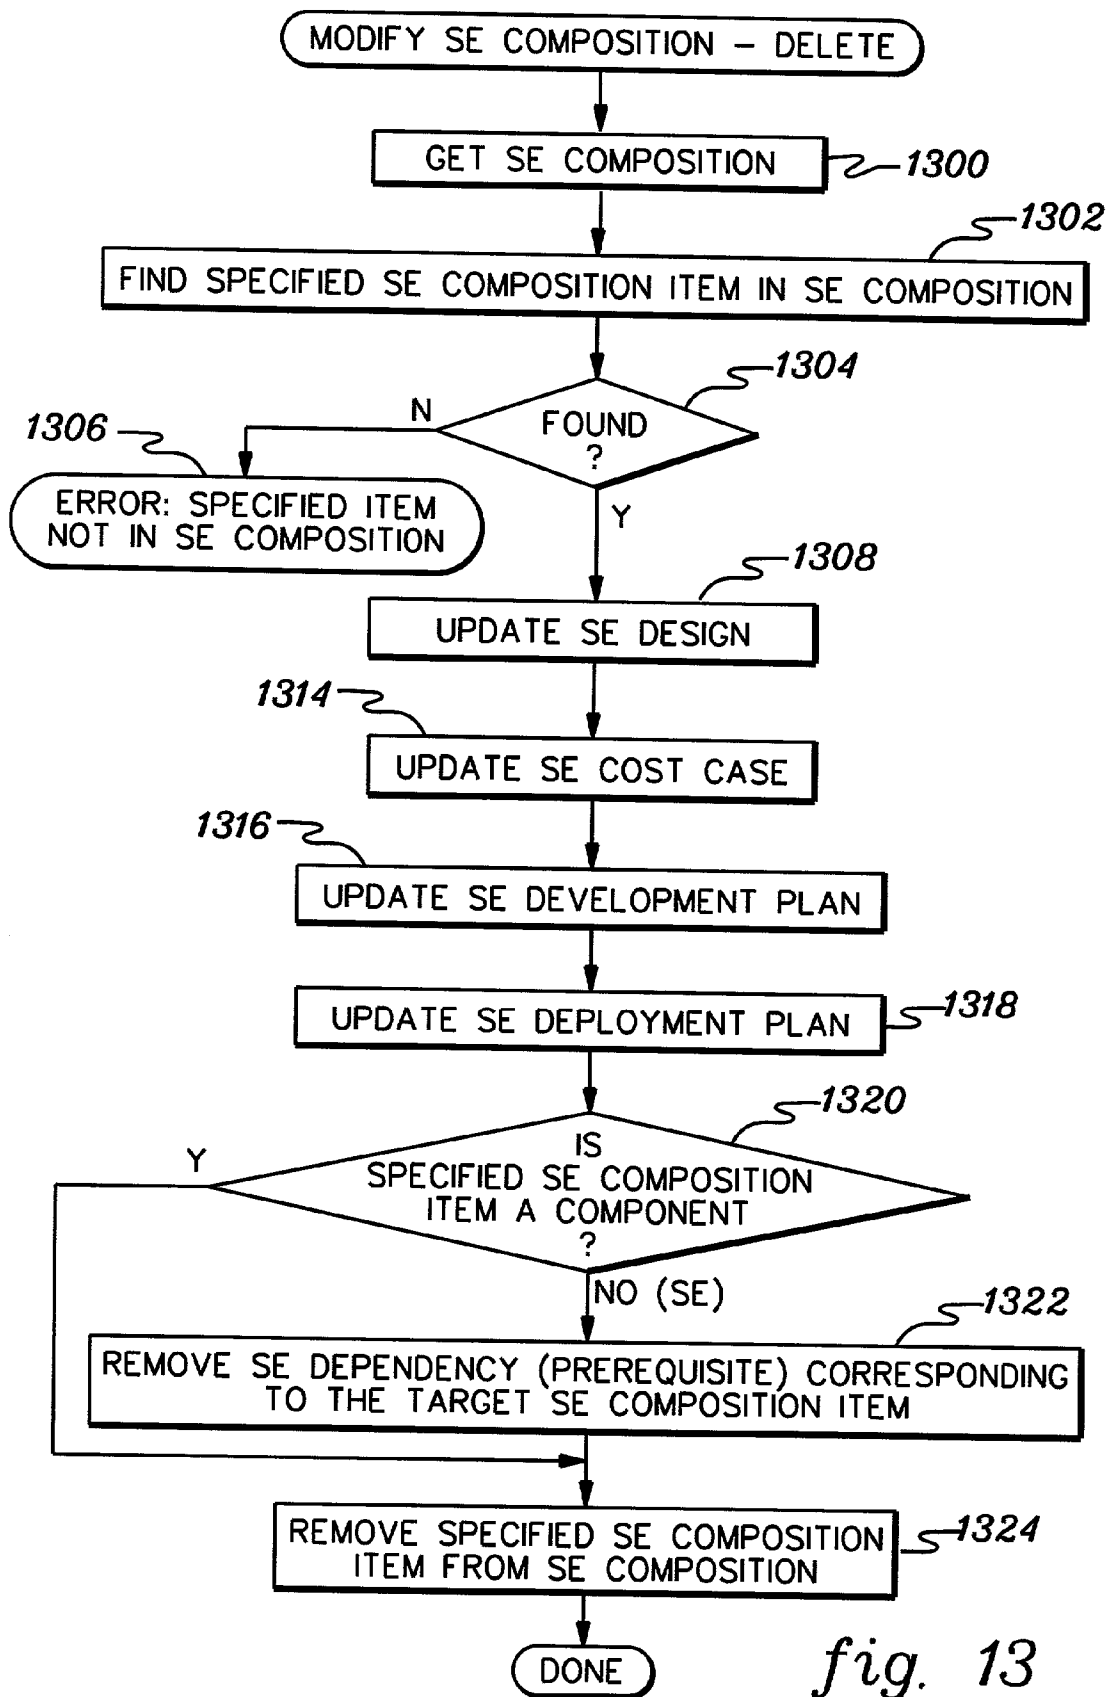 MODIFY SE COMPOSITION – DELETE
GET SE COMPOSITION
1300
1302
FIND SPECIFIED SE COMPOSITION ITEM IN SE COMPOSITION
1304
N
FOUND
?
1306
ERROR: SPECIFIED ITEM
NOT IN SE COMPOSITION
Y
1308
UPDATE SE DESIGN
1314
UPDATE SE COST CASE
1316
UPDATE SE DEVELOPMENT PLAN
UPDATE SE DEPLOYMENT PLAN
1318
1320
Y
IS
SPECIFIED SE COMPOSITION
ITEM A COMPONENT
?
NO (SE)
1322
REMOVE SE DEPENDENCY (PREREQUISITE) CORRESPONDING
TO THE TARGET SE COMPOSITION ITEM
REMOVE SPECIFIED SE COMPOSITION
ITEM FROM SE COMPOSITION
1324
DONE
fig. 13